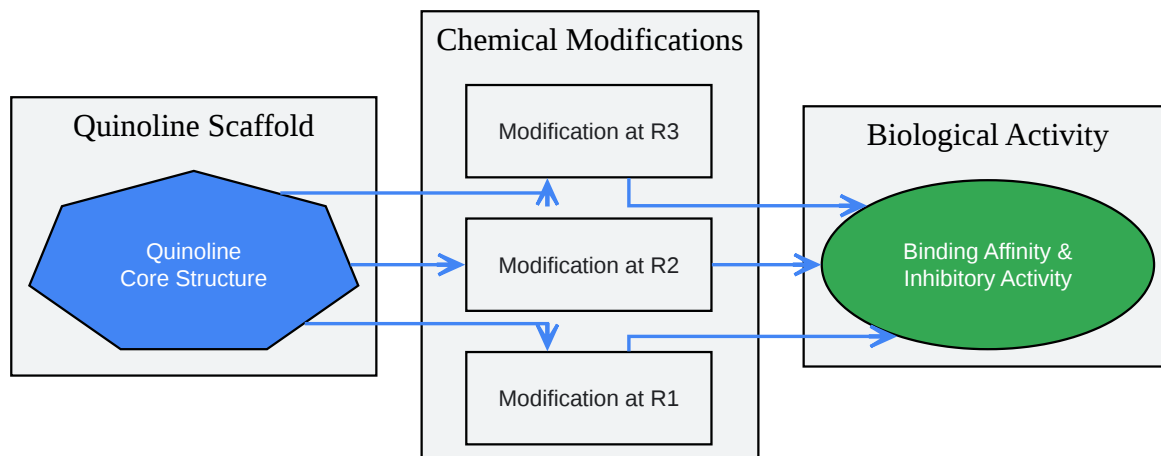 Quinoline Scaffold
Quinoline
Core Structure
Chemical Modifications
Modification at R3
Modification at R2
Modification at R1
Biological Activity
Binding Affinity &
Inhibitory Activity